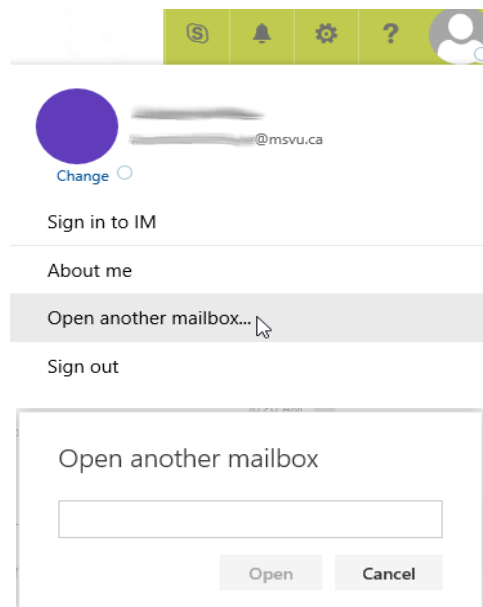 ?
@msvu.ca
Change
Sign in to IM
About me
Open another mailbox...
Sign out
Open another mailbox
Open
Cancel